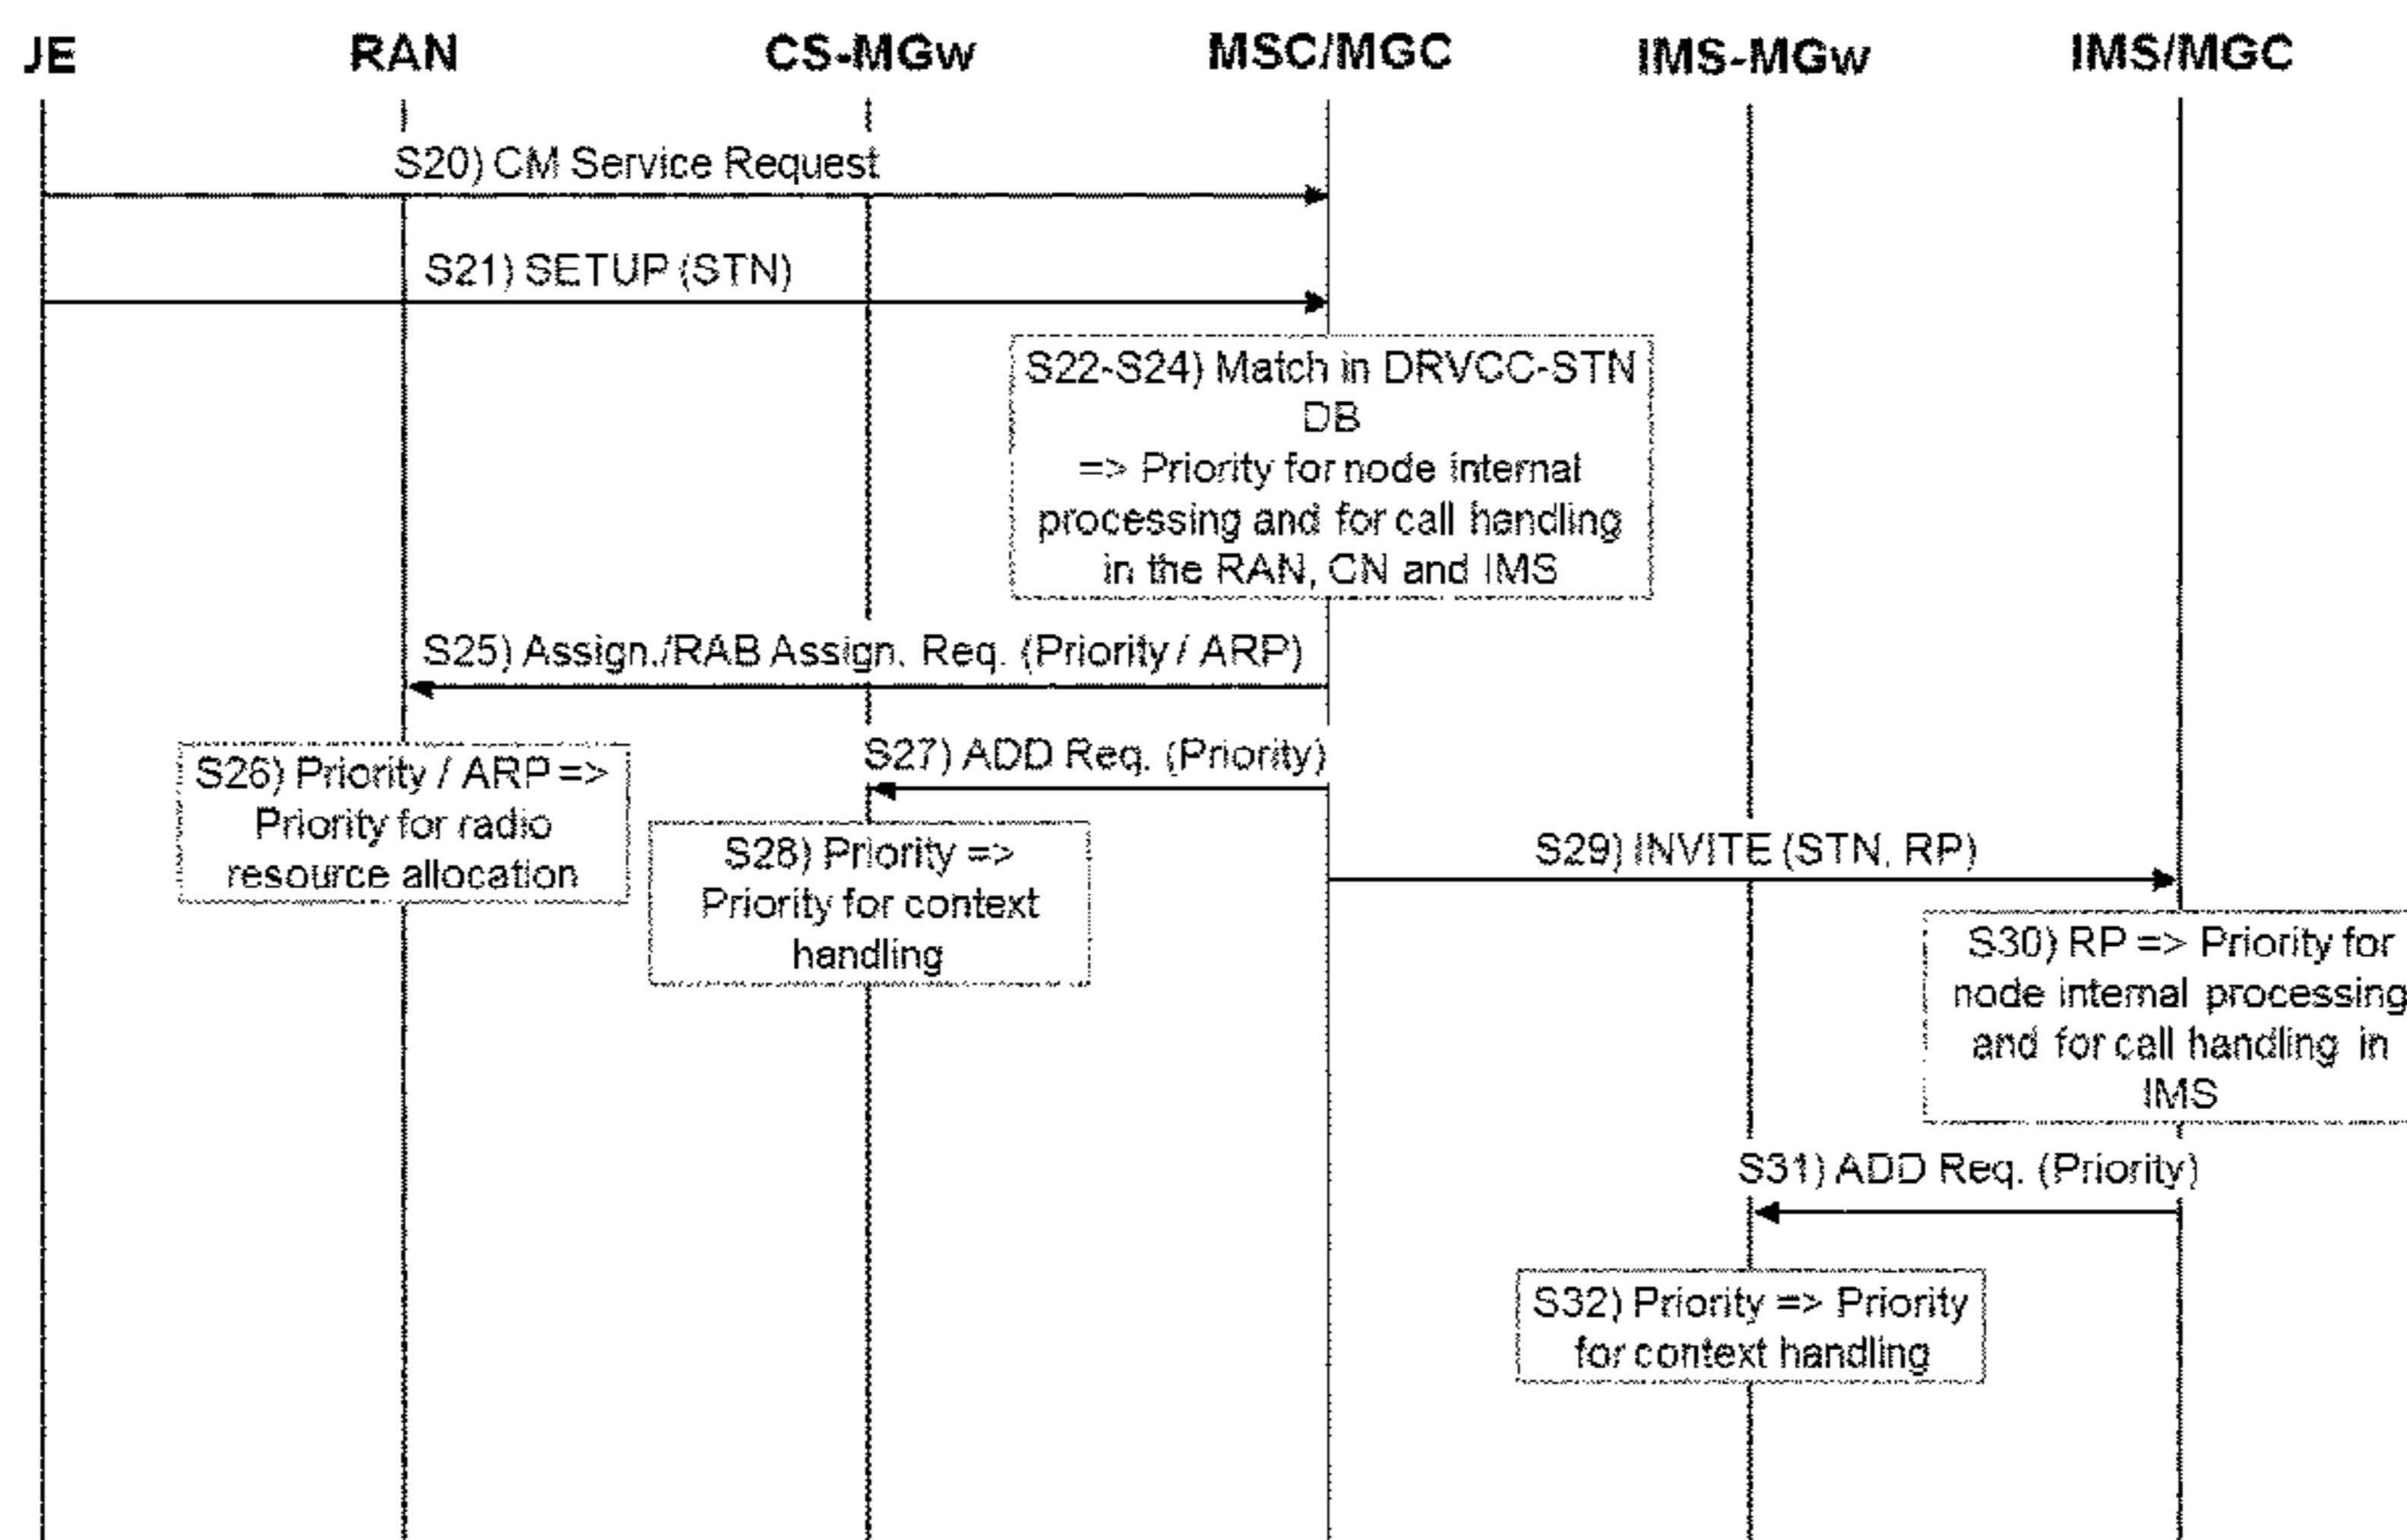 JE RAN CS-MGw MSC/MGC IMS-MGw IMS/MGC
S20) CM Service Request
S21) SETUP (STN)
S22-S24) Match in DRVCC-STN
DB
=> Priority for node internal
processing and for call handling
in the RAN, CN and IMS
S25) Assign./RAB Assign. Req. (Priority / ARP)
S26) Priority / ARP =>
Priority for radio
resource allocation
S27) ADD Req. (Priority)
S28) Priority =>
Priority for context
handling
S29) INVITE (STN, RP)
S30) RP => Priority for
node internal processing
and for call handling in
IMS
S31) ADD Req. (Priority)
S32) Priority => Priority
for context handling